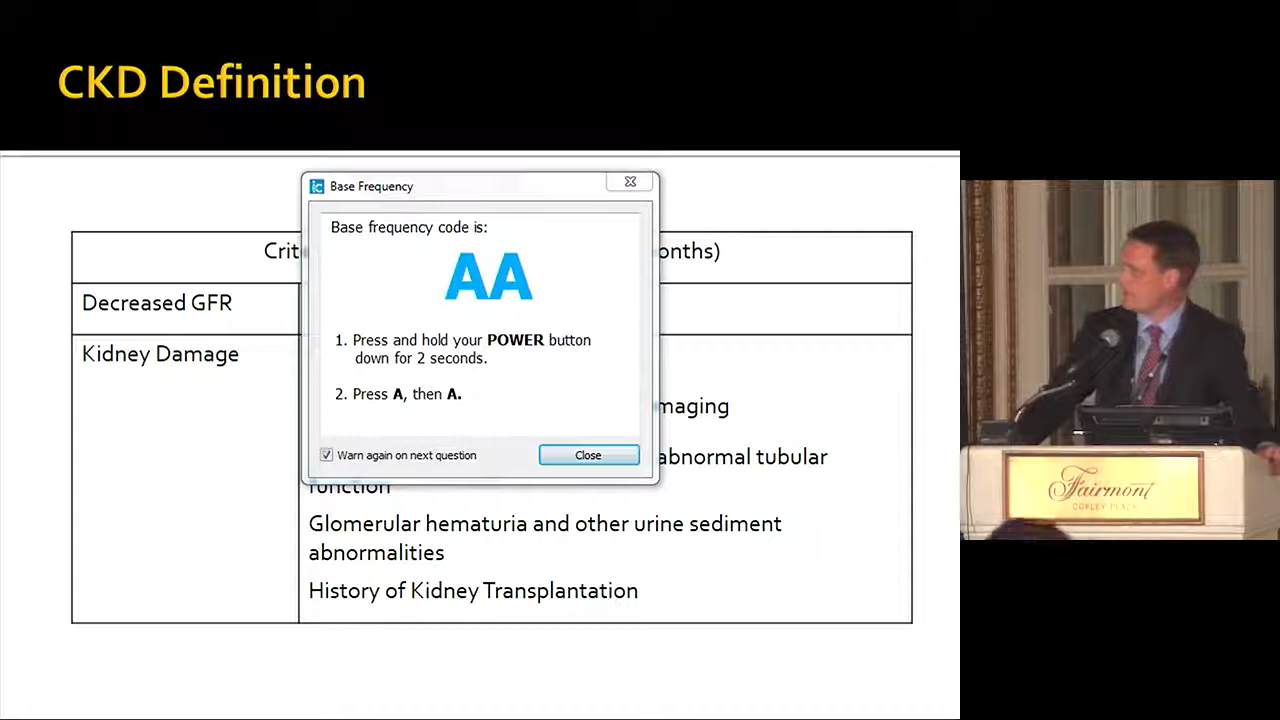 CKD Definition
Base Frequency
Base frequency code is:
AA
1. Press and hold your POWER button
down for 2 seconds.
2. Press A, then A.
Warn again on next question
Close
Crit
onths)
Decreased GFR
Kidney Damage
maging
abnormal tubular
function
Glomerular hematuria and other urine sediment
abnormalities
History of Kidney Transplantation
Fairmont
COPLEY PLAZA